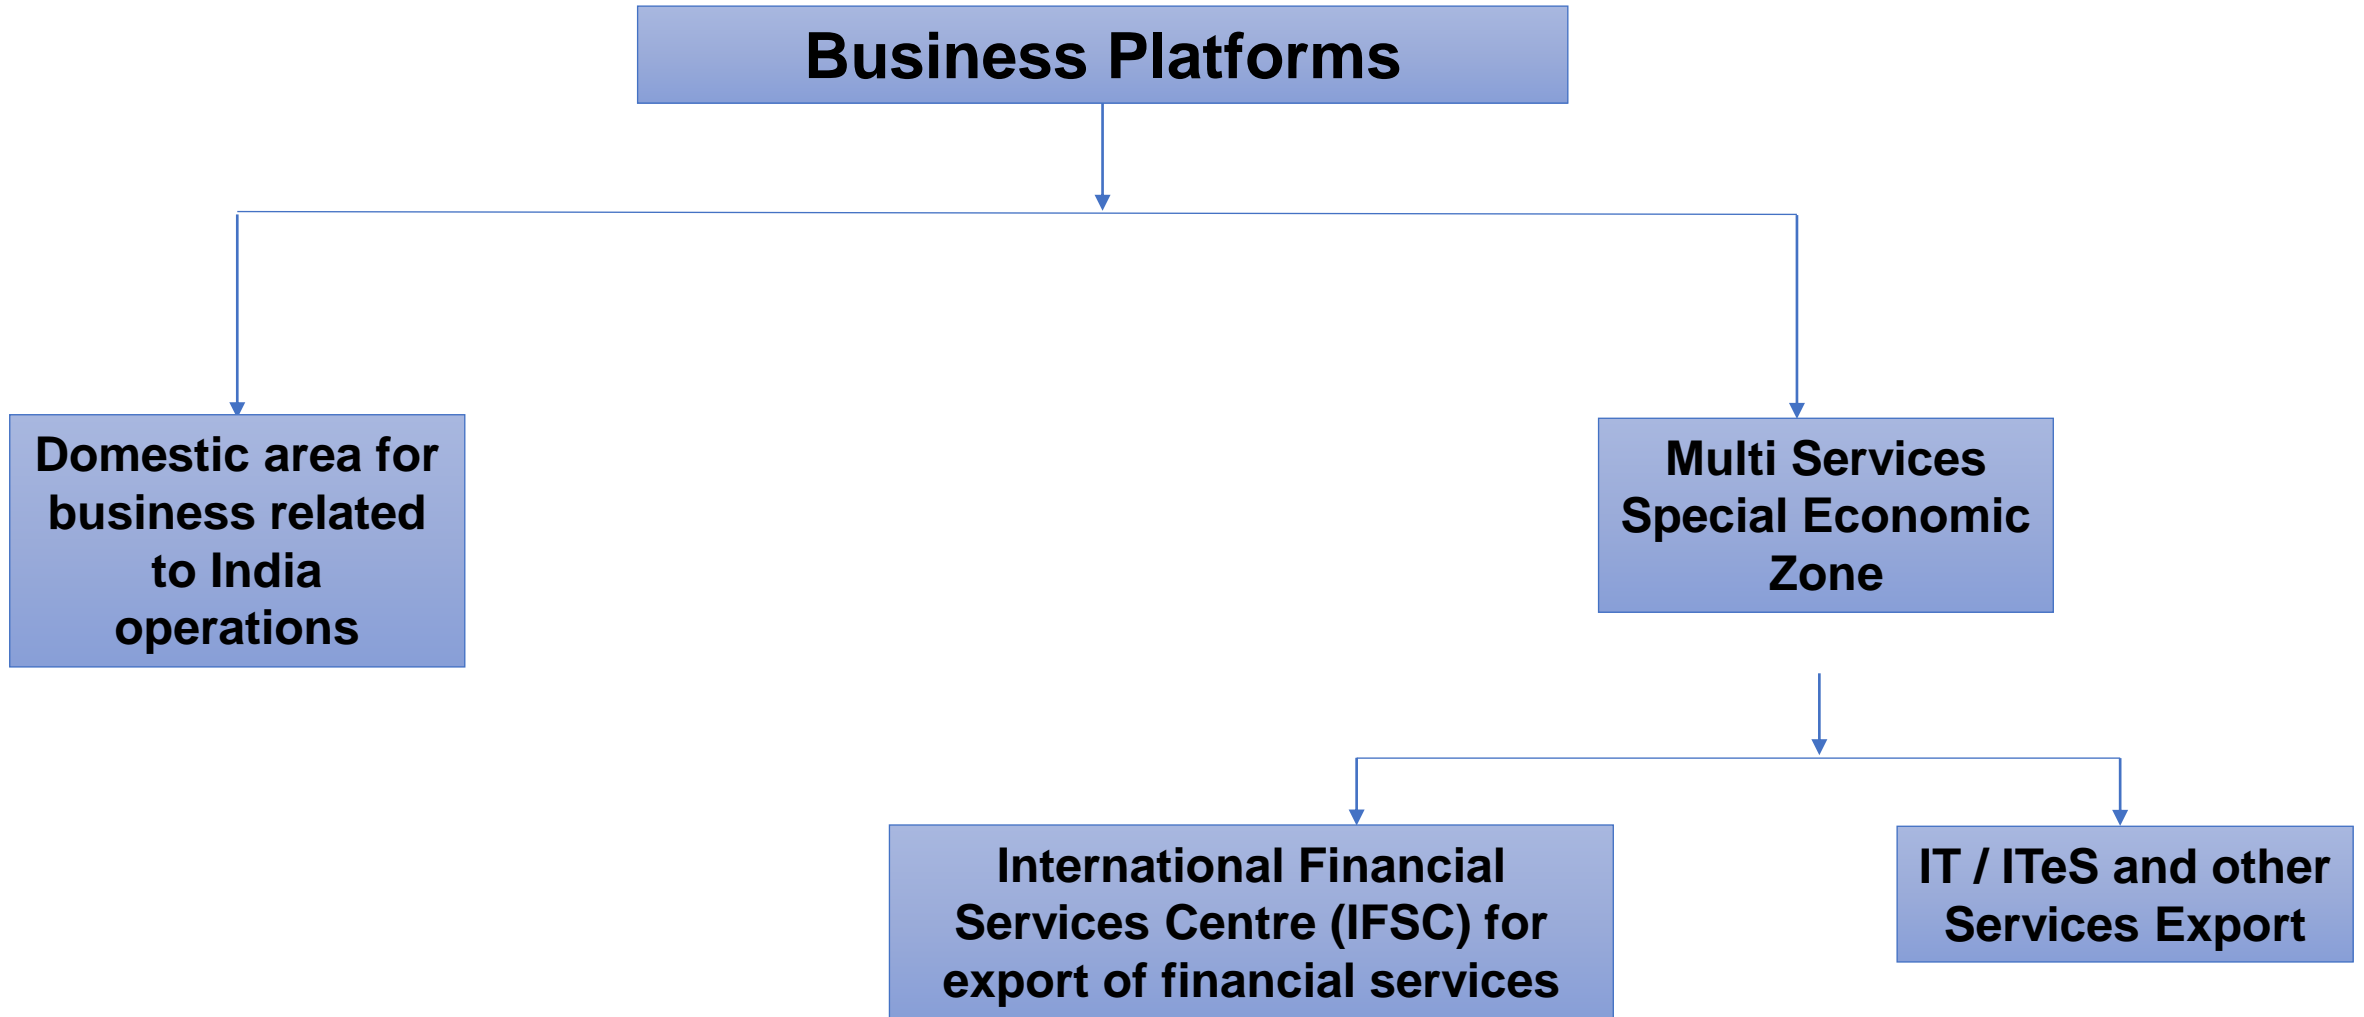 Business Platforms
Domestic area for
business related
to India
operations
Multi Services
Special Economic
Zone
International Financial
Services Centre (IFSC) for
export of financial services
IT / ITeS and other
Services Export